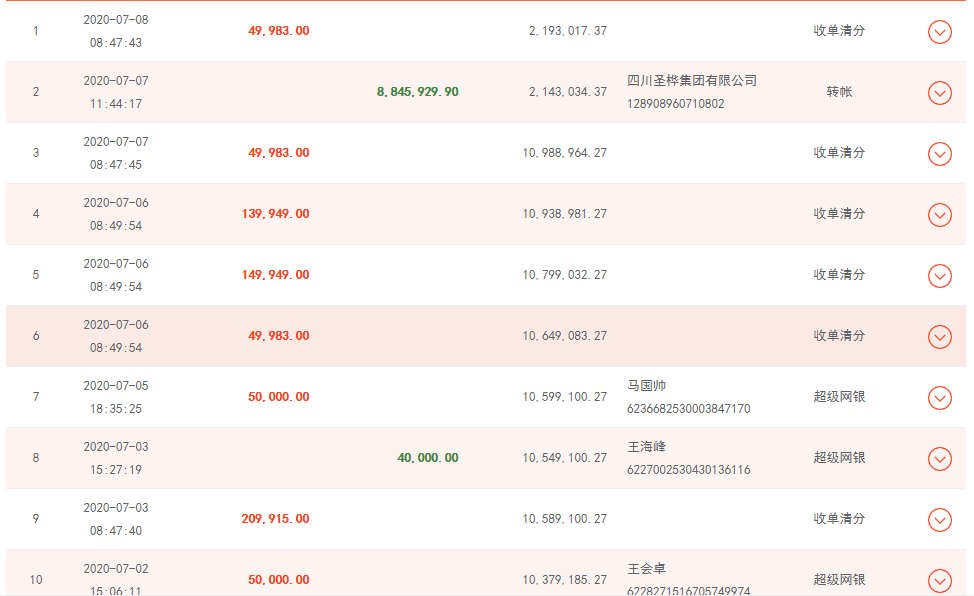 1 2020-07-08 08:47:43 49,983.00 2,193,017.37 收单清分
2 2020-07-07 11:44:17 8,845,929.90 2,143,034.37 四川圣桦集团有限公司 128908960710802 转帐
3 2020-07-07 08:47:45 49,983.00 10,988,964.27 收单清分
4 2020-07-06 08:49:54 139,949.00 10,938,981.27 收单清分
5 2020-07-06 08:49:54 149,949.00 10,799,032.27 收单清分
6 2020-07-06 08:49:54 49,983.00 10,649,083.27 收单清分
7 2020-07-05 18:35:25 50,000.00 10,599,100.27 马国帅 6236682530003847170 超级网银
8 2020-07-03 15:27:19 40,000.00 10,549,100.27 王海峰 6227002530430136116 超级网银
9 2020-07-03 08:47:40 209,915.00 10,589,100.27 收单清分
10 2020-07-02 15:06:11 50,000.00 10,379,185.27 王会卓 6228271516705749974 超级网银